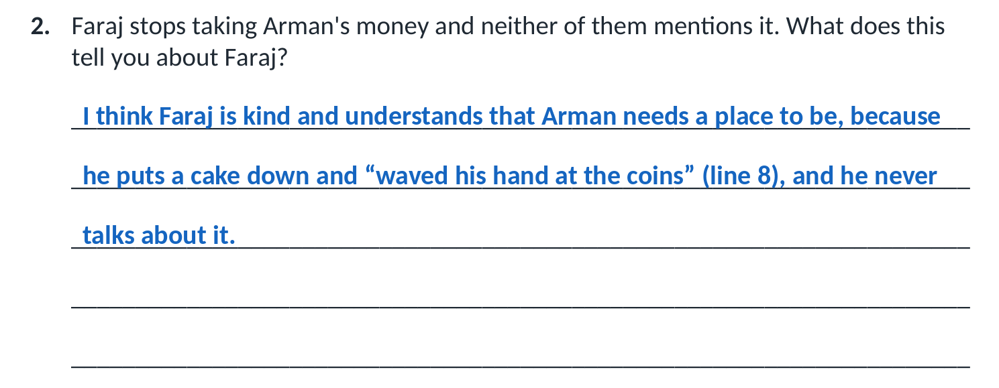 2. Faraj stops taking Arman's money and neither of them mentions it. What does this
tell you about Faraj?
I think Faraj is kind and understands that Arman needs a place to be, because
he puts a cake down and “waved his hand at the coins” (line 8), and he never
talks about it.